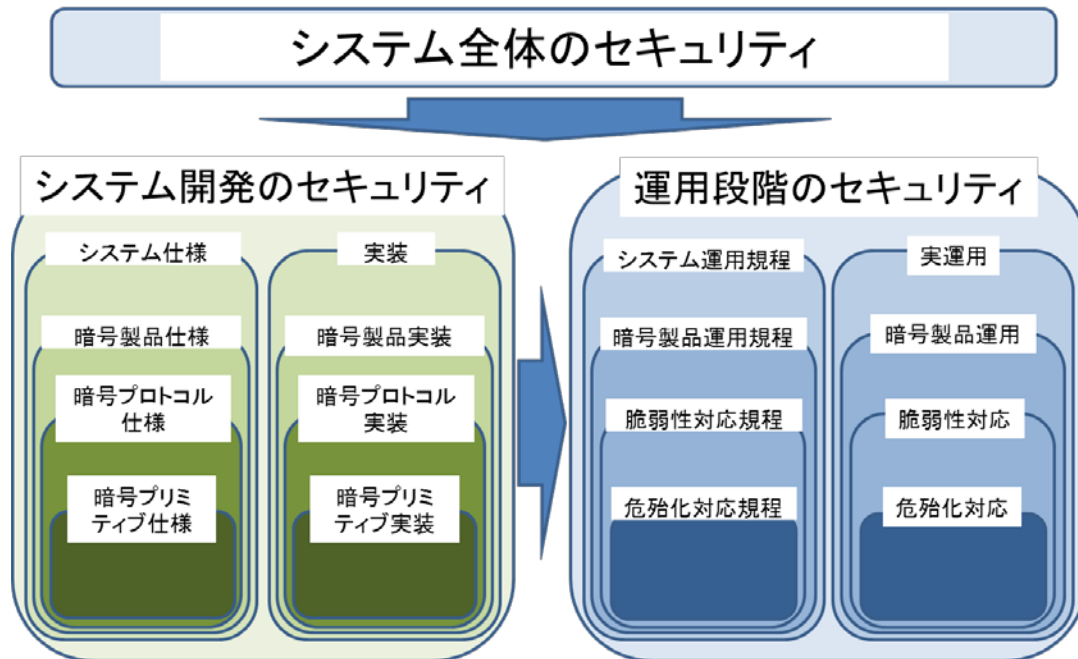 システム全体のセキュリティ
システム開発のセキュリティ
システム仕様
暗号製品仕様
暗号プロトコル
仕様
暗号プリミ
ティブ仕様
実装
暗号製品実装
暗号プロトコル
実装
暗号プリミ
ティブ実装
運用段階のセキュリティ
システム運用規程
暗号製品運用規程
脆弱性対応規程
危殆化対応規程
実運用
暗号製品運用
脆弱性対応
危殆化対応